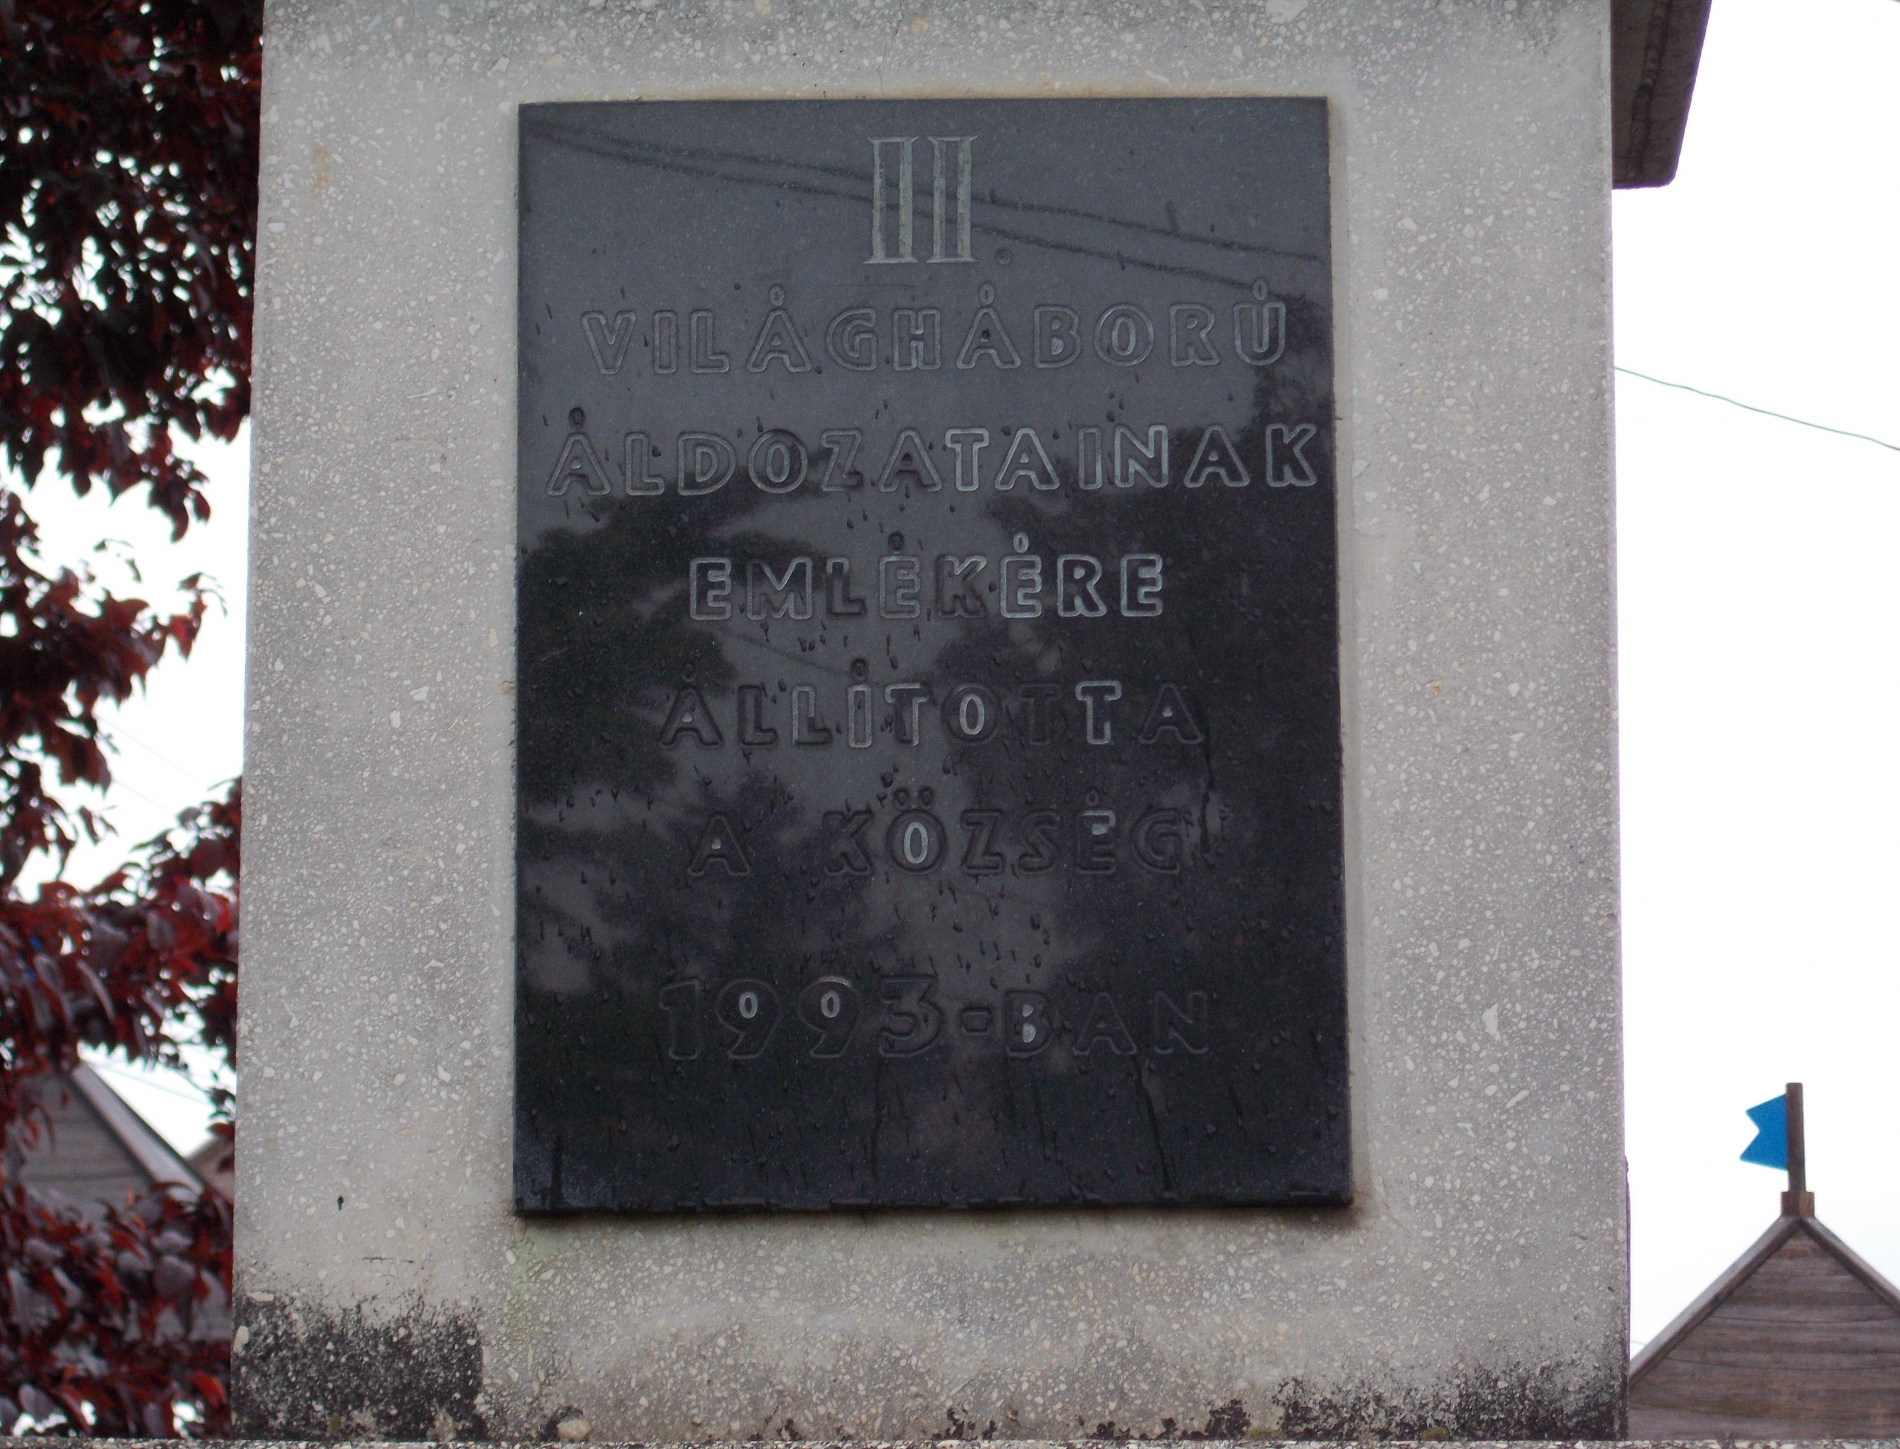 II.
VILÁGHÁBORÚ
ÁLDOZATAINAK
EMLÉKÉRE
ÁLLÍTOTTA
A KÖZSÉG
1993-BAN